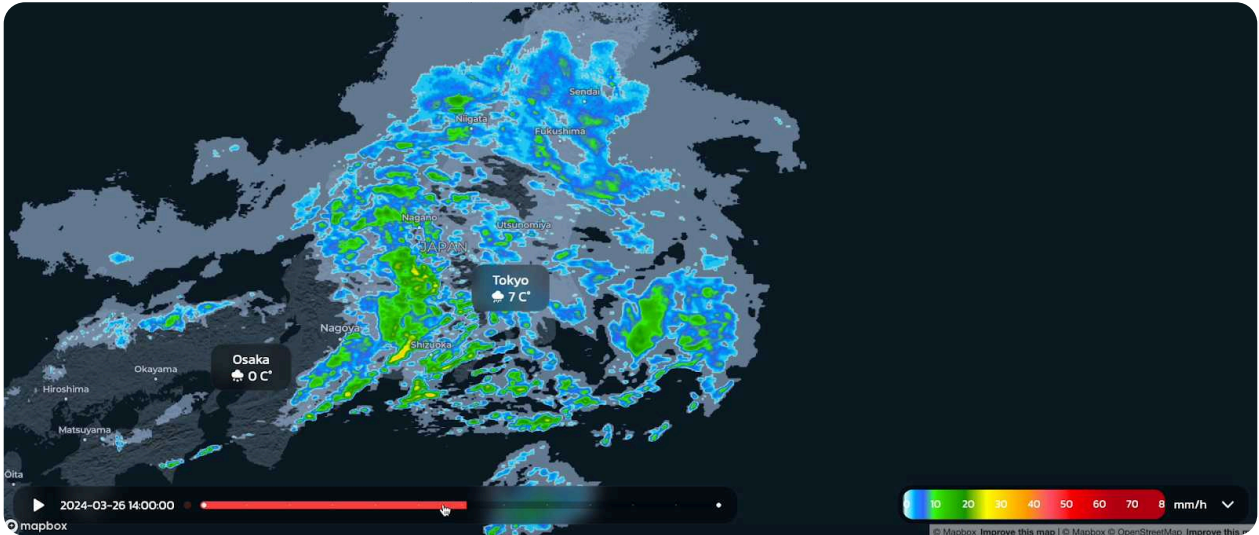 Sendai
Niigata
Fukushima
Nagano
Utsunomiya
JAPAN
Tokyo
7 C°
Nagoya
Shizuoka
Osaka
0 C°
Okayama
Hiroshima
Matsuyama
Ōita
2024-03-26 14:00:00
0 10 20 30 40 50 60 70 8 mm/h
mapbox
© Mapbox Improve this map | © Mapbox © OpenStreetMap Improve this